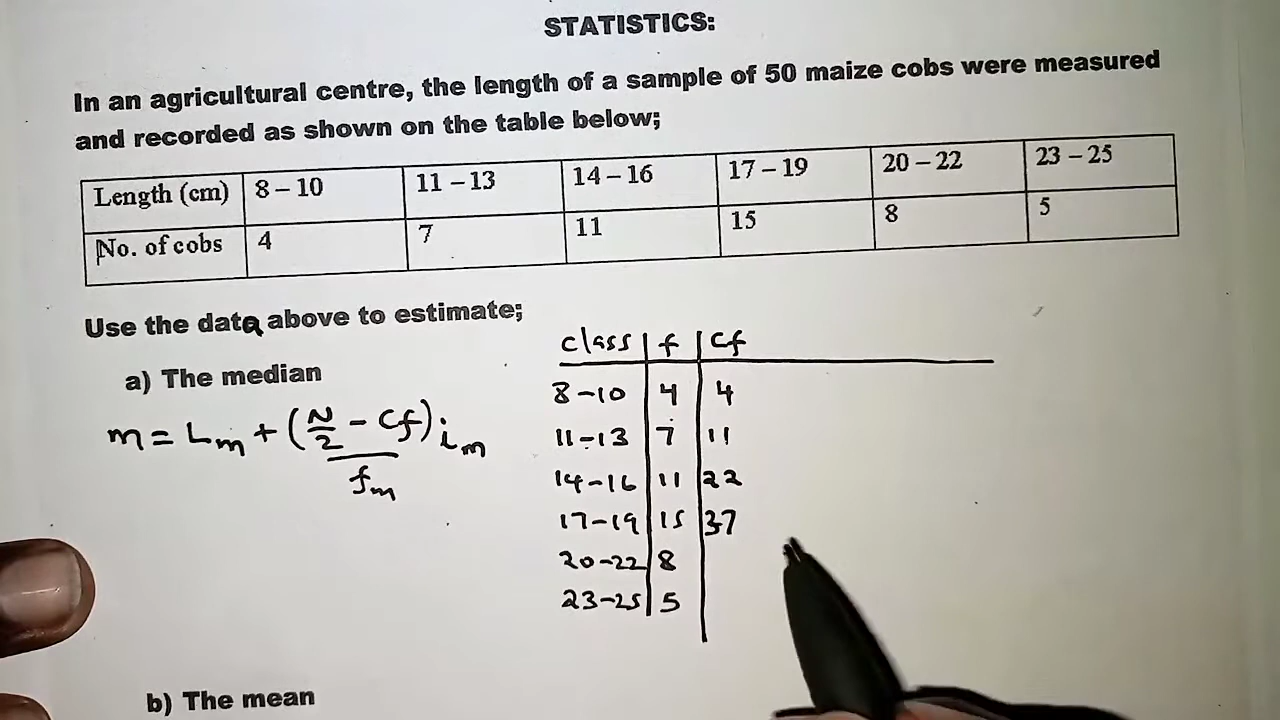 STATISTICS:
In an agricultural centre, the length of a sample of 50 maize cobs were measured
and recorded as shown on the table below;
Length (cm) 8 – 10 11 – 13 14 – 16 17 – 19 20 – 22 23 – 25
No. of cobs 4 7 11 15 8 5
Use the data above to estimate;
a) The median
m = Lm + (N/2 - Cf) im
fm
class f Cf
8-10 4 4
11-13 7 11
14-16 11 22
17-19 15 37
20-22 8
23-25 5
b) The mean